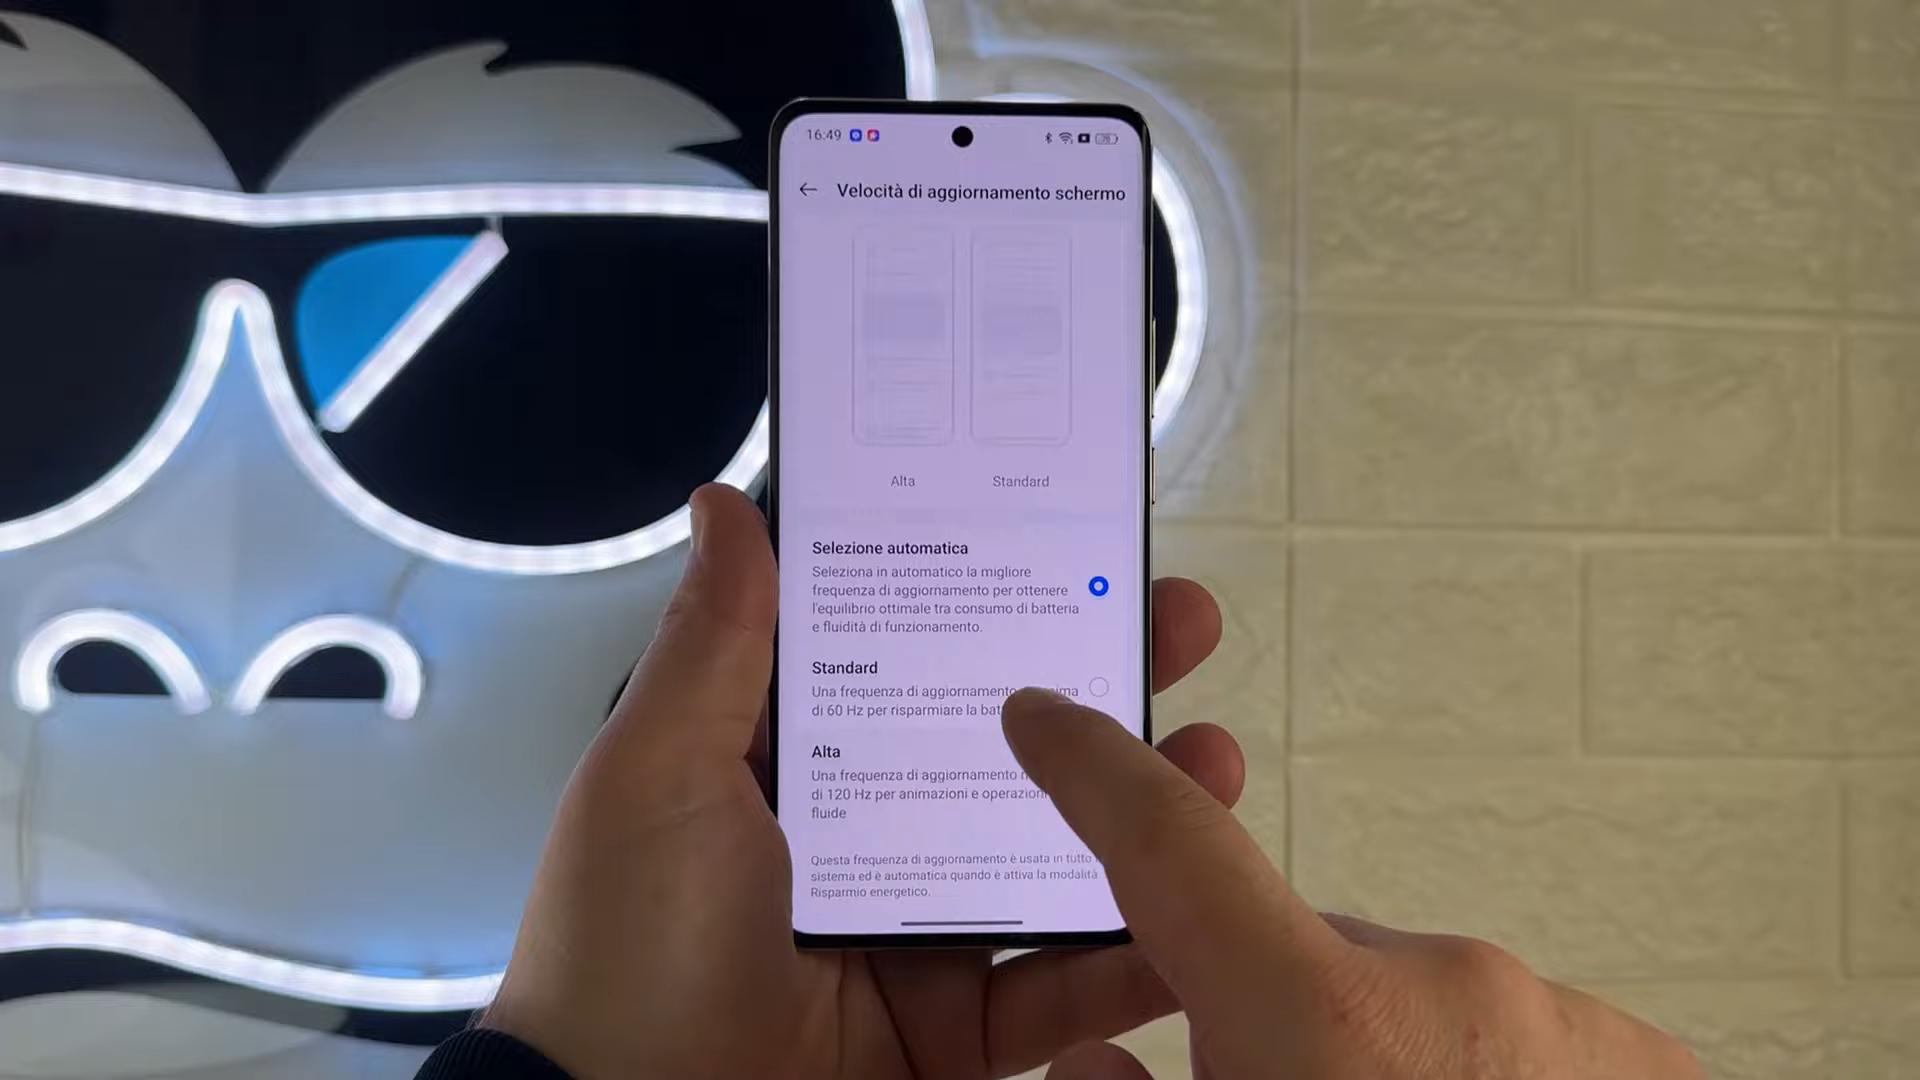 16:49
Velocità di aggiornamento schermo
Alta Standard
Selezione automatica
Seleziona in automatico la migliore
frequenza di aggiornamento per ottenere
l'equilibrio ottimale tra consumo di batteria
e fluidità di funzionamento.
Standard
Una frequenza di aggiornamento
di 60 Hz per risparmiare la
Alta
Una frequenza di aggiornamento
di 120 Hz per animazioni e operazioni
fluide
Questa frequenza di aggiornamento è usata in tutto
sistema ed è automatica quando è attiva la modalità
Risparmio energetico.